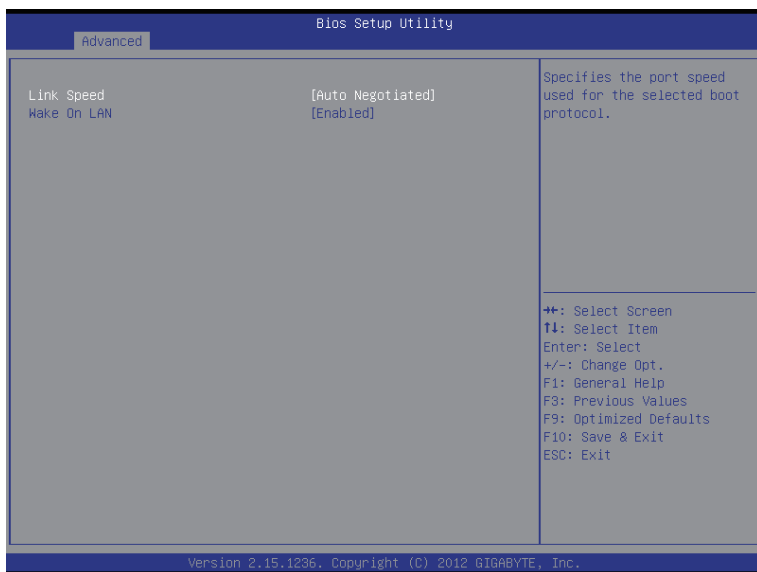 Bios Setup Utility
Advanced
Link Speed [Auto Negotiated]
Wake On LAN [Enabled]
Specifies the port speed
used for the selected boot
protocol.
→←: Select Screen
↑↓: Select Item
Enter: Select
+/-: Change Opt.
F1: General Help
F3: Previous Values
F9: Optimized Defaults
F10: Save & Exit
ESC: Exit
Version 2.15.1236. Copyright (C) 2012 GIGABYTE, Inc.